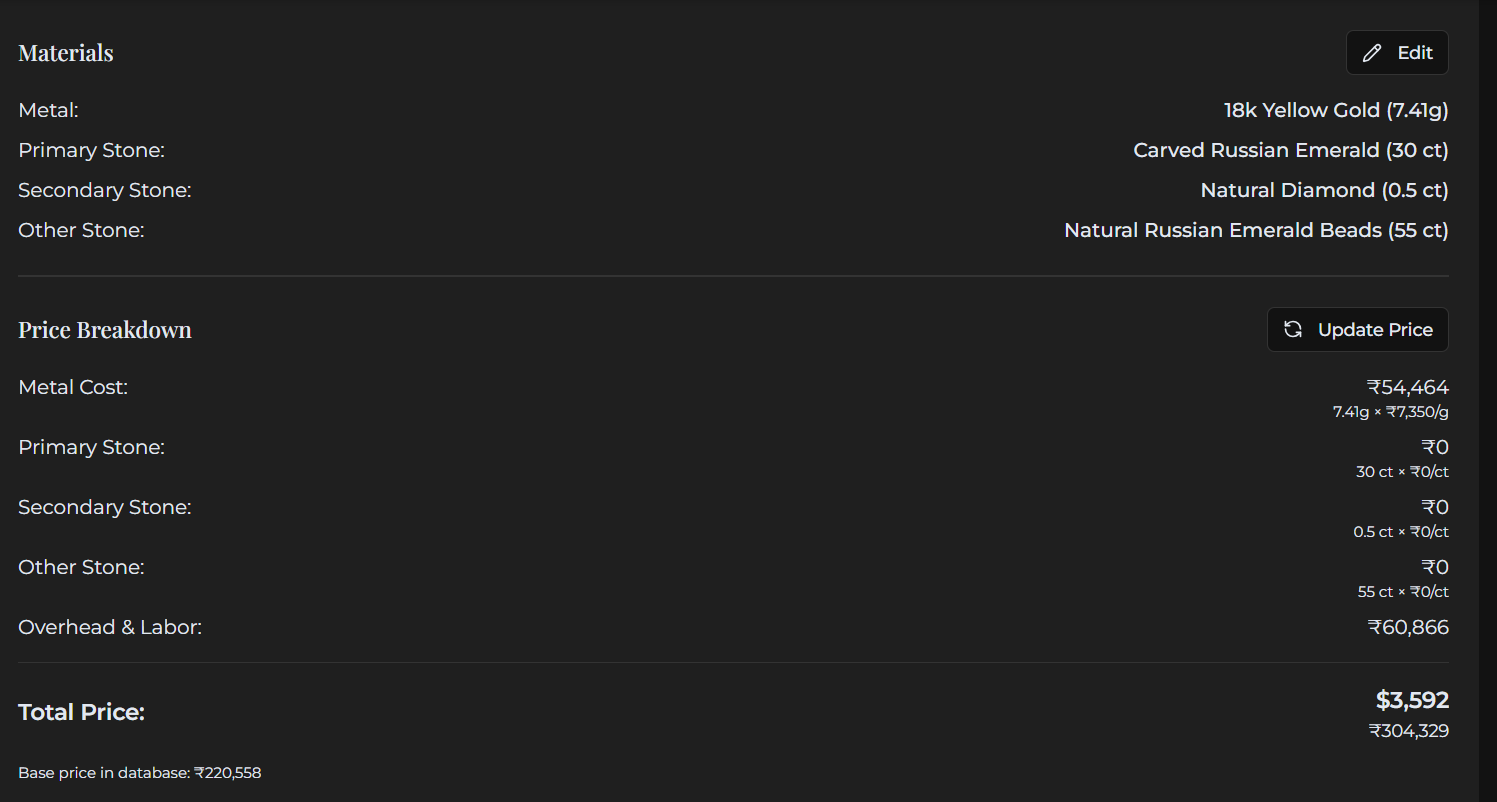 Materials
Edit
Metal:
18k Yellow Gold (7.41g)
Primary Stone:
Carved Russian Emerald (30 ct)
Secondary Stone:
Natural Diamond (0.5 ct)
Other Stone:
Natural Russian Emerald Beads (55 ct)
Price Breakdown
Update Price
Metal Cost:
₹54,464
7.41g × ₹7,350/g
Primary Stone:
₹0
30 ct × ₹0/ct
Secondary Stone:
₹0
0.5 ct × ₹0/ct
Other Stone:
₹0
55 ct × ₹0/ct
Overhead & Labor:
₹60,866
Total Price:
$3,592
₹304,329
Base price in database: ₹220,558